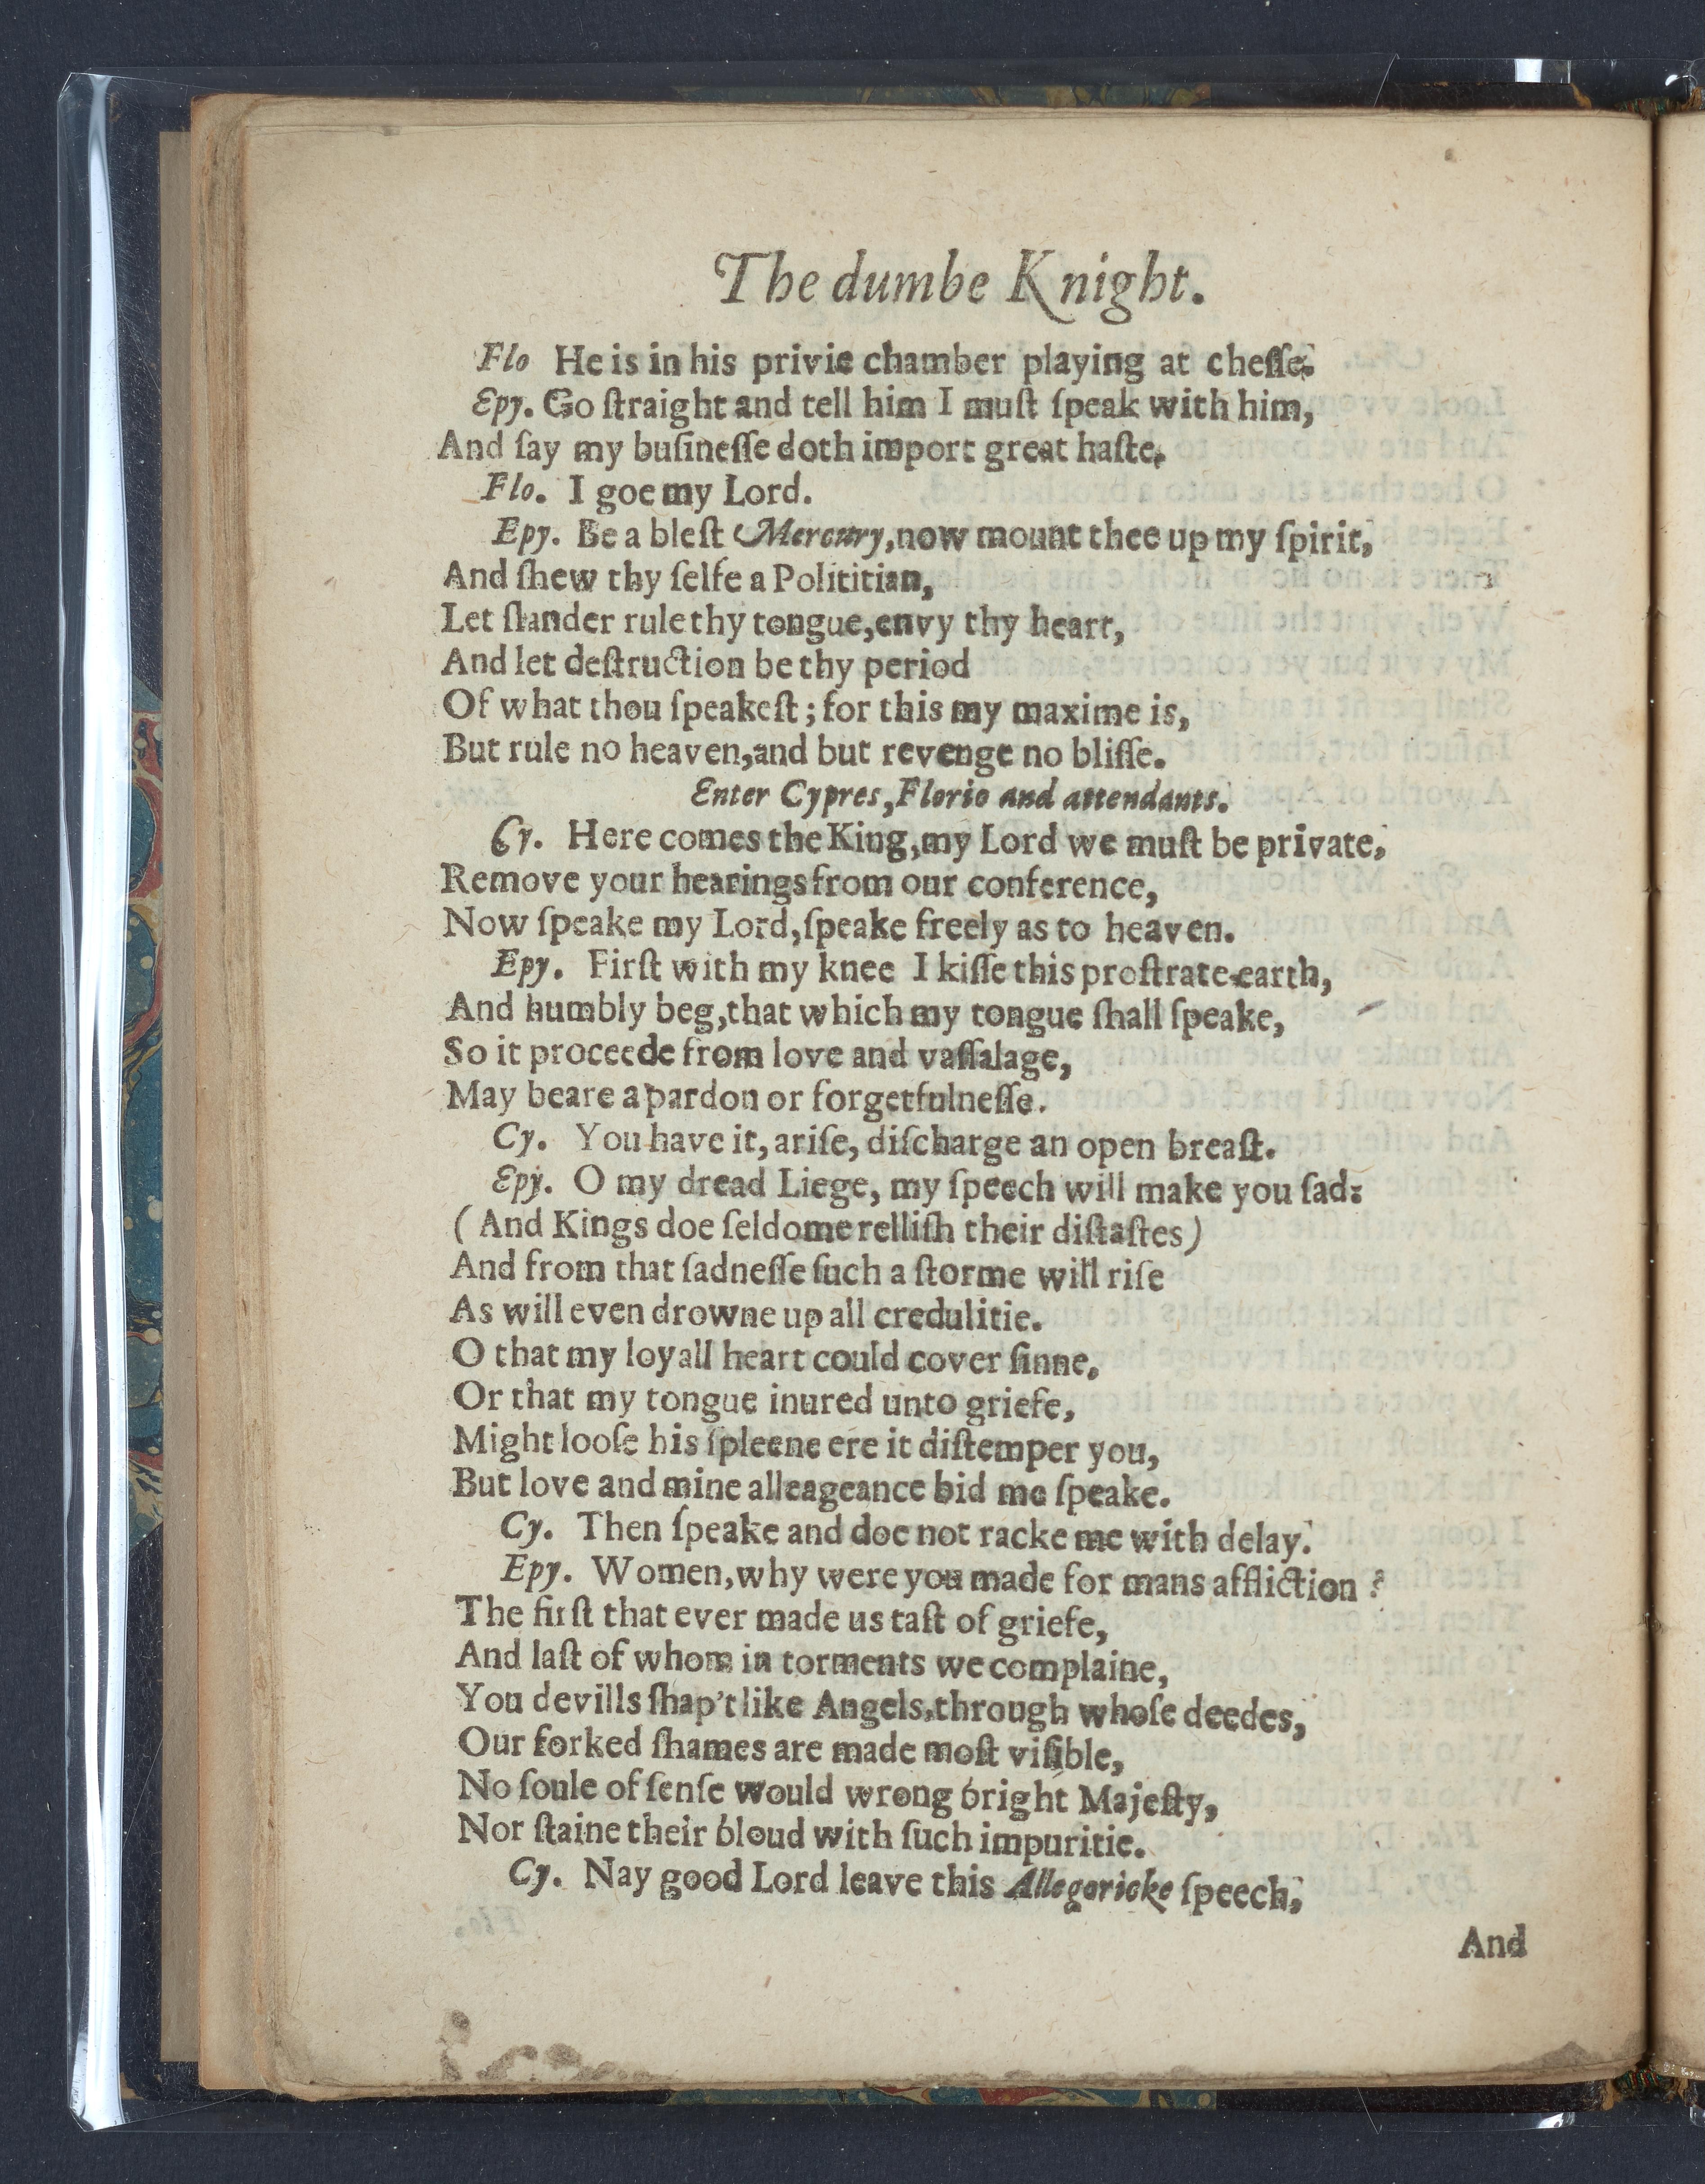 The dumbe Knight.
Flo He is in his privie chamber playing at cheſſe.
Epy. Go ſtraight and tell him I muſt ſpeak with him,
And ſay my buſineſſe doth import great haſte.
Flo. I goe my Lord.
Epy. Be a bleſt Mercury, now mount thee up my ſpirit,
And ſhew thy ſelfe a Polititian,
Let ſlander rule thy tongue, envy thy heart,
And let deſtruction be thy period
Of what thou ſpeakeſt; for this my maxime is,
But rule no heaven, and but revenge no bliſſe.
Enter Cypres, Florio and attendants.
Cy. Here comes the King, my Lord we muſt be private,
Remove your hearings from our conference,
Now ſpeake my Lord, ſpeake freely as to heaven.
Epy. Firſt with my knee I kiſſe this proſtrate earth,
And humbly beg, that which my tongue ſhall ſpeake,
So it proceede from love and vaſſalage,
May beare a pardon or forgetfulneſſe.
Cy. You have it, ariſe, diſcharge an open breaſt.
Epy. O my dread Liege, my ſpeech will make you ſad:
(And Kings doe ſeldome relliſh their diſtaſtes)
And from that ſadneſſe ſuch a ſtorme will riſe
As will even drowne up all credulitie.
O that my loyall heart could cover ſinne,
Or that my tongue inured unto griefe,
Might looſe his ſpleene ere it diſtemper you,
But love and mine alleageance bid me ſpeake.
Cy. Then ſpeake and doe not racke me with delay.
Epy. Women, why were you made for mans affliction?
The firſt that ever made us taſt of griefe,
And laſt of whom in torments we complaine,
You devills ſhap't like Angels, through whoſe deedes,
Our forked ſhames are made moſt viſible,
No ſoule of ſenſe would wrong bright Majeſty,
Nor ſtaine their bloud with ſuch impuritie.
Cy. Nay good Lord leave this Allegoricke ſpeech,
And